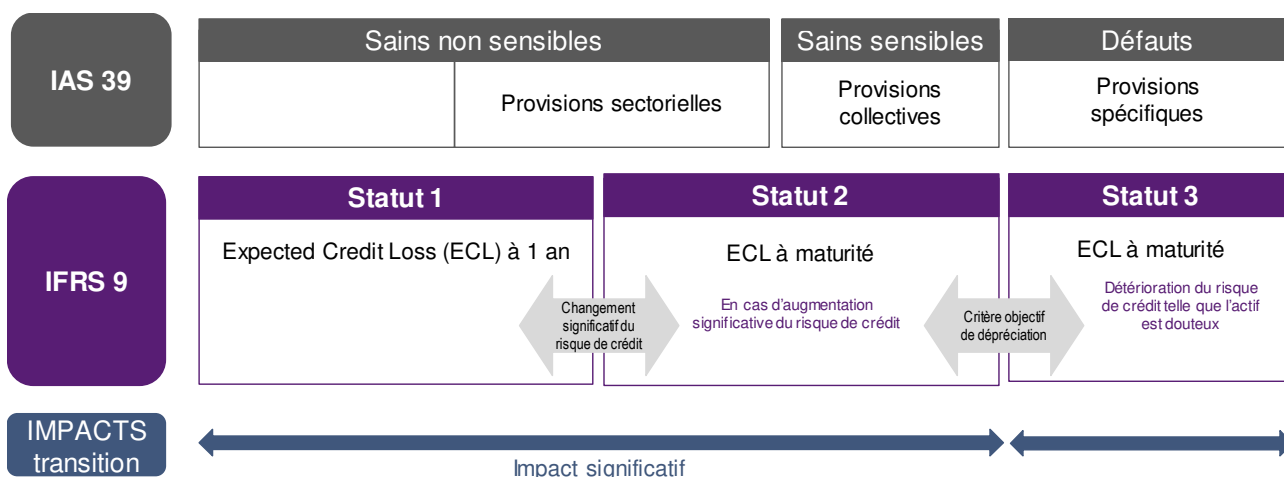 IAS 39
Sains non sensibles
Sains sensibles
Défauts
Provisions sectorielles
Provisions
collectives
Provisions
spécifiques
IFRS 9
Statut 1
Statut 2
Statut 3
Expected Credit Loss (ECL) à 1 an
ECL à maturité
ECL à maturité
Changement
significatif du
risque de crédit
En cas d'augmentation
significative du risque de crédit
Critère objectif
de dépréciation
Détérioration du risque
de crédit telle que l'actif
est douteux
IMPACTS
transition
Impact significatif